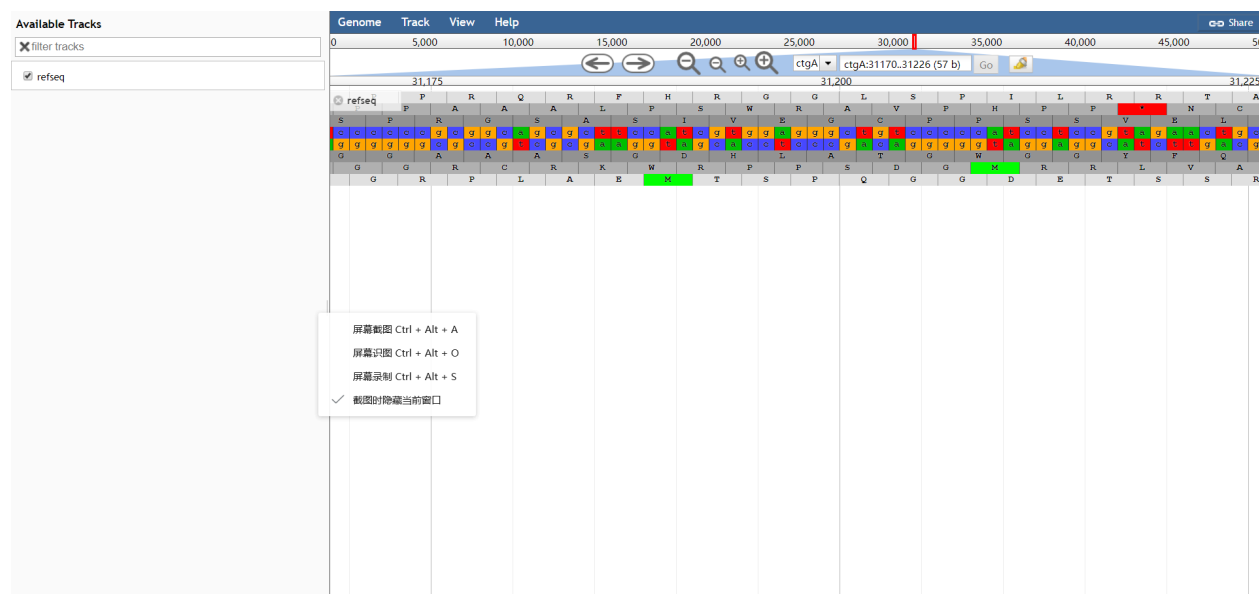 Available Tracks
filter tracks
refseq
Genome Track View Help Share
0 5,000 10,000 15,000 20,000 25,000 30,000 35,000 40,000 45,000
ctgA ctgA:31170..31226 (57 b) Go
31,175 31,200 31,225
refseq
P R Q R F H R G G L S P I L R R T A
P P A A A L P S W R A V P H P P * N C
S P R G S A S I V E G C P P S S V E L
G G A A A S G D H L A T G W G G Y F Q
G G R C R K W R P P S D G M R R L V A
G R P L A E M T S P Q G G D E T S S R
屏幕截图 Ctrl + Alt + A
屏幕识图 Ctrl + Alt + O
屏幕录制 Ctrl + Alt + S
截图时隐藏当前窗口